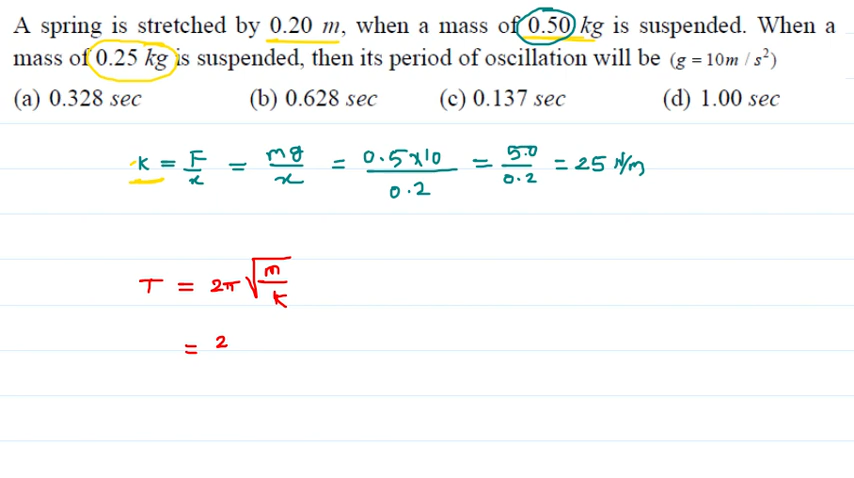 A spring is stretched by 0.20 m, when a mass of 0.50 kg is suspended. When a
mass of 0.25 kg is suspended, then its period of oscillation will be (g = 10m / s²)
(a) 0.328 sec (b) 0.628 sec (c) 0.137 sec (d) 1.00 sec
k = F/x = mg/x = 0.5×10/0.2 = 5.0/0.2 = 25 N/m
T = 2π√(m/k)
= 2